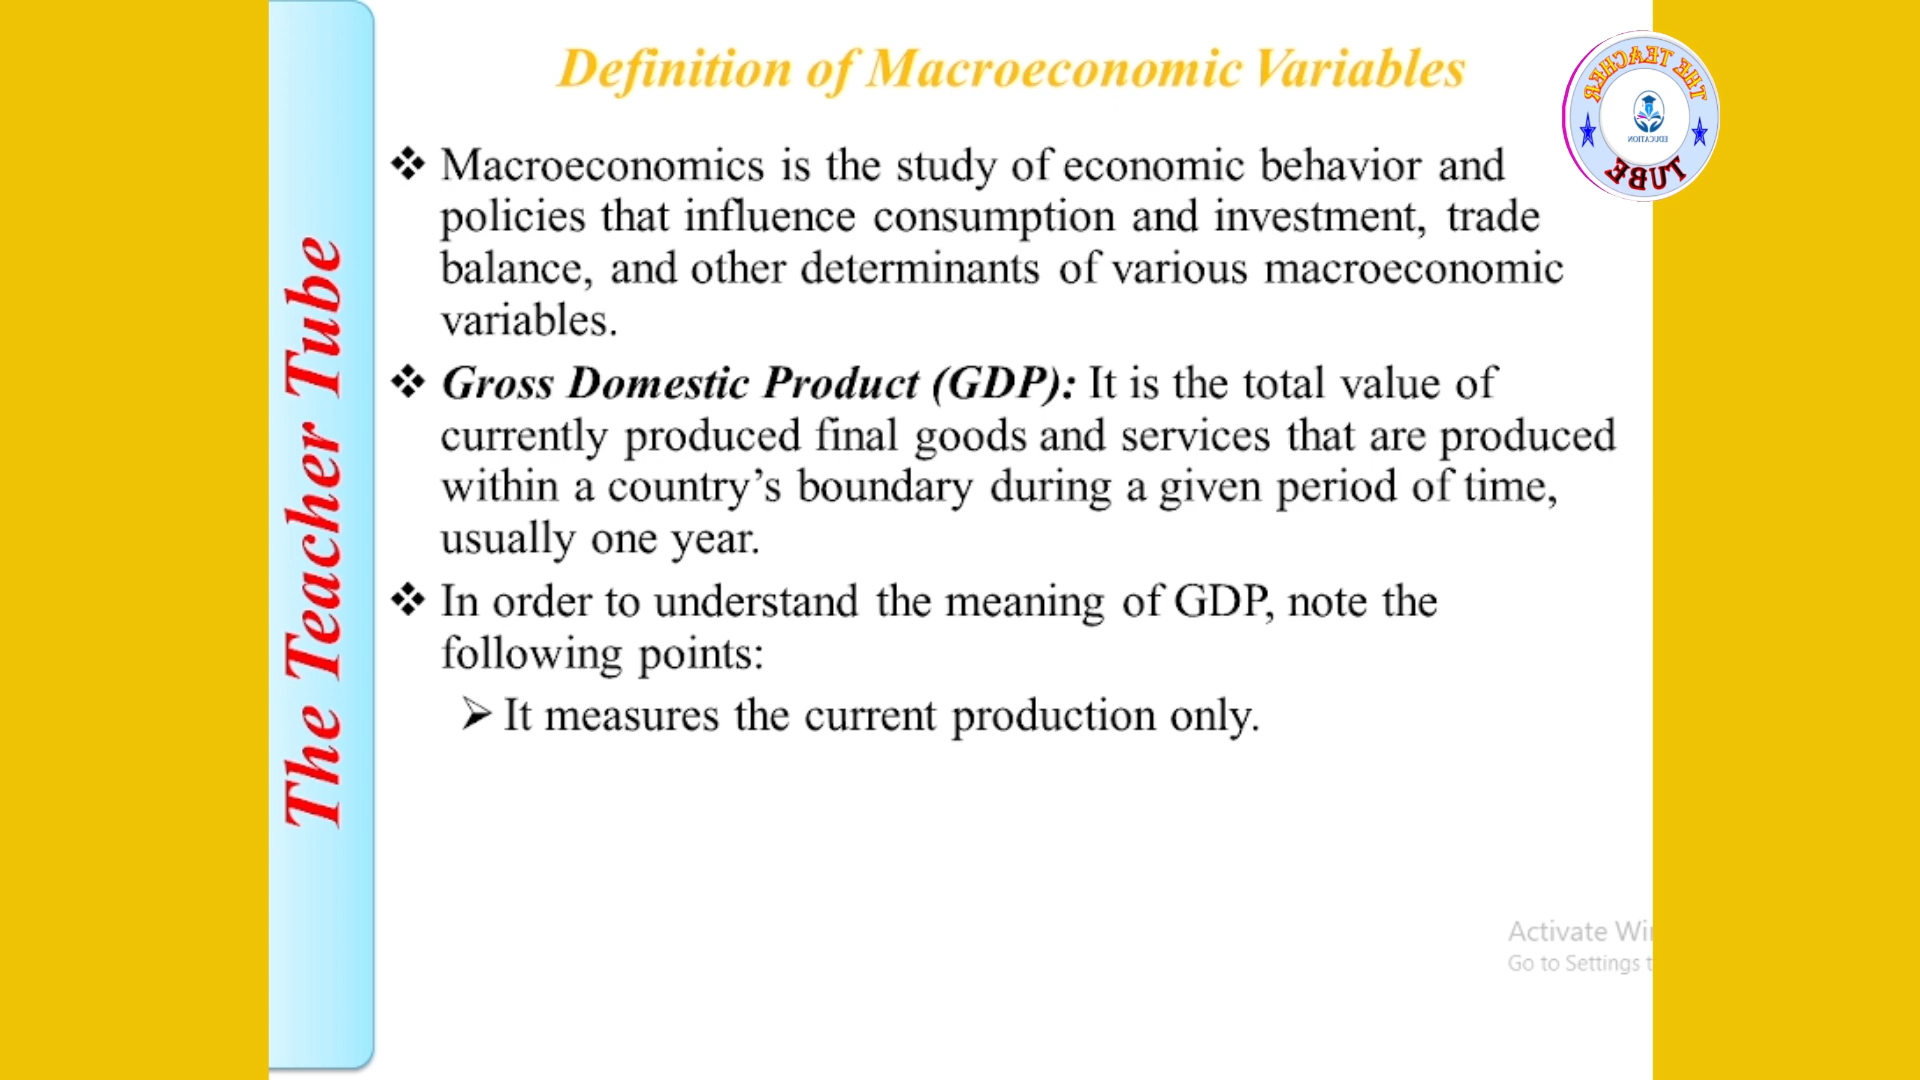 Definition of Macroeconomic Variables
❖ Macroeconomics is the study of economic behavior and
policies that influence consumption and investment, trade
balance, and other determinants of various macroeconomic
variables.
❖ Gross Domestic Product (GDP): It is the total value of
currently produced final goods and services that are produced
within a country’s boundary during a given period of time,
usually one year.
❖ In order to understand the meaning of GDP, note the
following points:
➢ It measures the current production only.
The Teacher Tube
THE TEACHER
EDUCATION
TUBE
Activate Wi
Go to Settings t